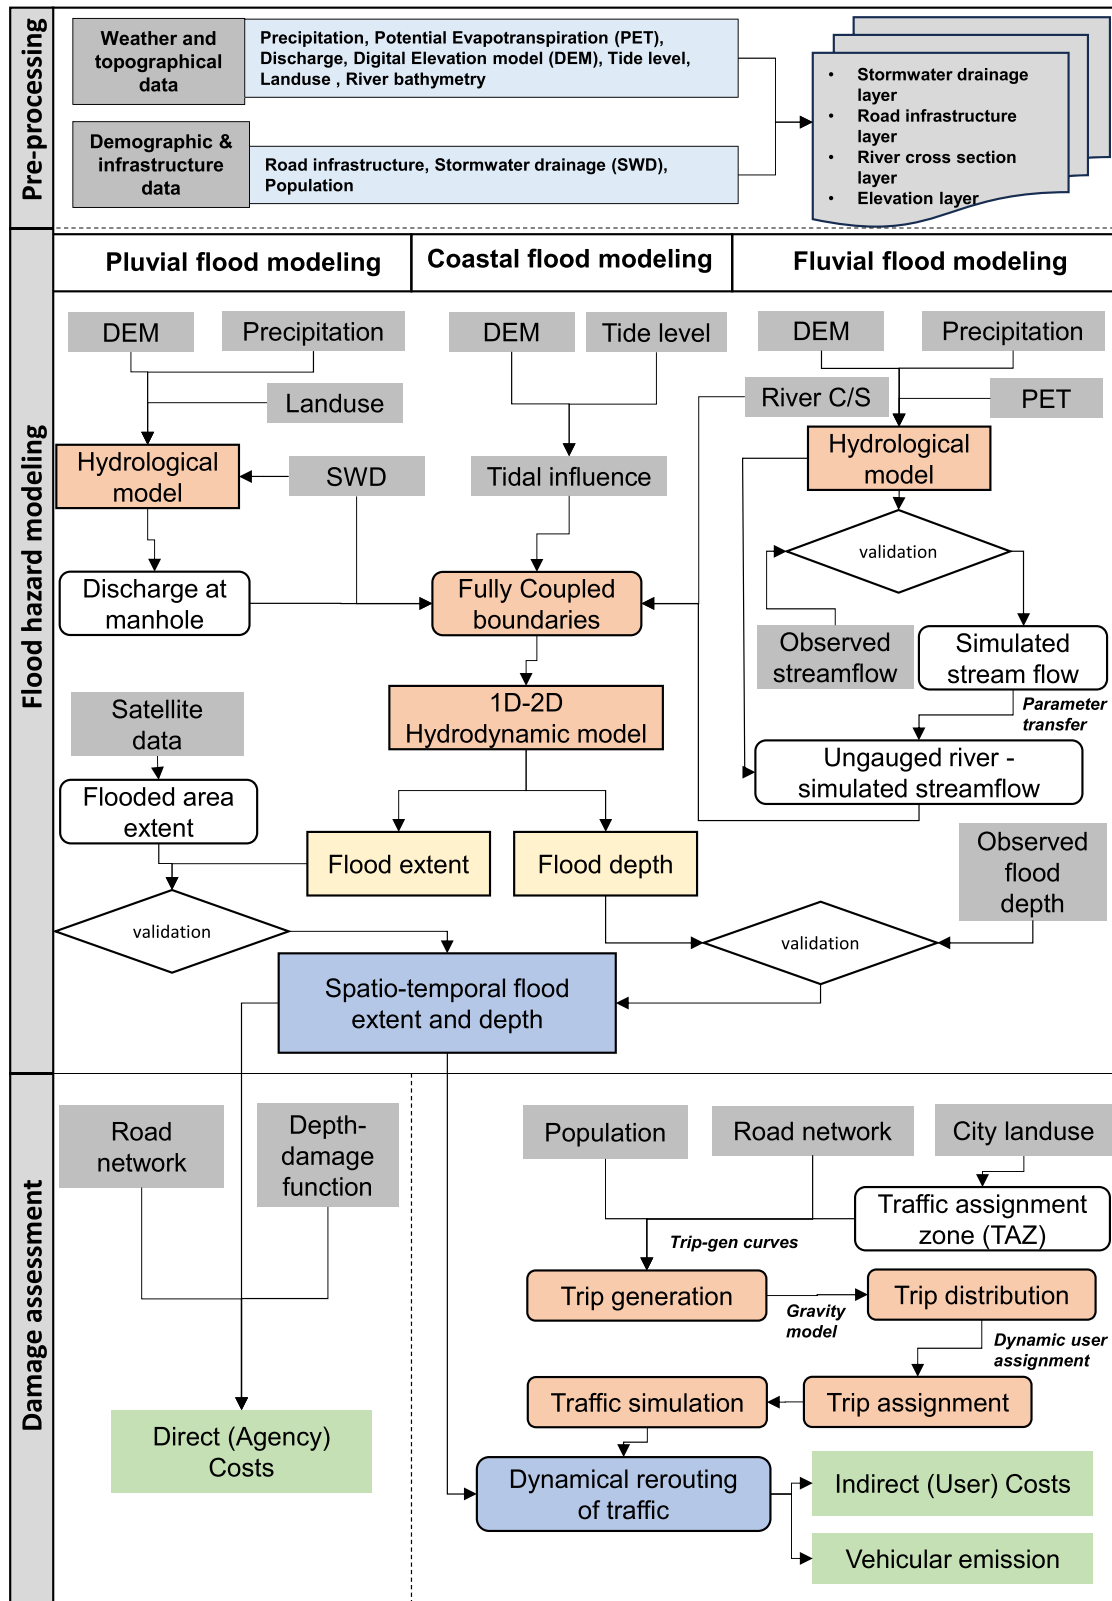 Pre-processing
Weather and
topographical
data
Precipitation, Potential Evapotranspiration (PET),
Discharge, Digital Elevation model (DEM), Tide level,
Landuse , River bathymetry
Demographic &
infrastructure
data
Road infrastructure, Stormwater drainage (SWD),
Population
• Stormwater drainage
layer
• Road infrastructure
layer
• River cross section
layer
• Elevation layer
Flood hazard modeling
Pluvial flood modeling
Coastal flood modeling
Fluvial flood modeling
DEM
Precipitation
Landuse
Hydrological
model
SWD
Discharge at
manhole
DEM
Tide level
Tidal influence
Fully Coupled
boundaries
1D-2D
Hydrodynamic model
DEM
Precipitation
River C/S
PET
Hydrological
model
validation
Observed
streamflow
Simulated
stream flow
Parameter
transfer
Ungauged river -
simulated streamflow
Satellite
data
Flooded area
extent
Flood extent
Flood depth
Observed
flood
depth
validation
validation
Spatio-temporal flood
extent and depth
Damage assessment
Road
network
Depth-
damage
function
Direct (Agency)
Costs
Population
Road network
City landuse
Traffic assignment
zone (TAZ)
Trip-gen curves
Trip generation
Gravity
model
Trip distribution
Dynamic user
assignment
Traffic simulation
Trip assignment
Dynamical rerouting
of traffic
Indirect (User) Costs
Vehicular emission